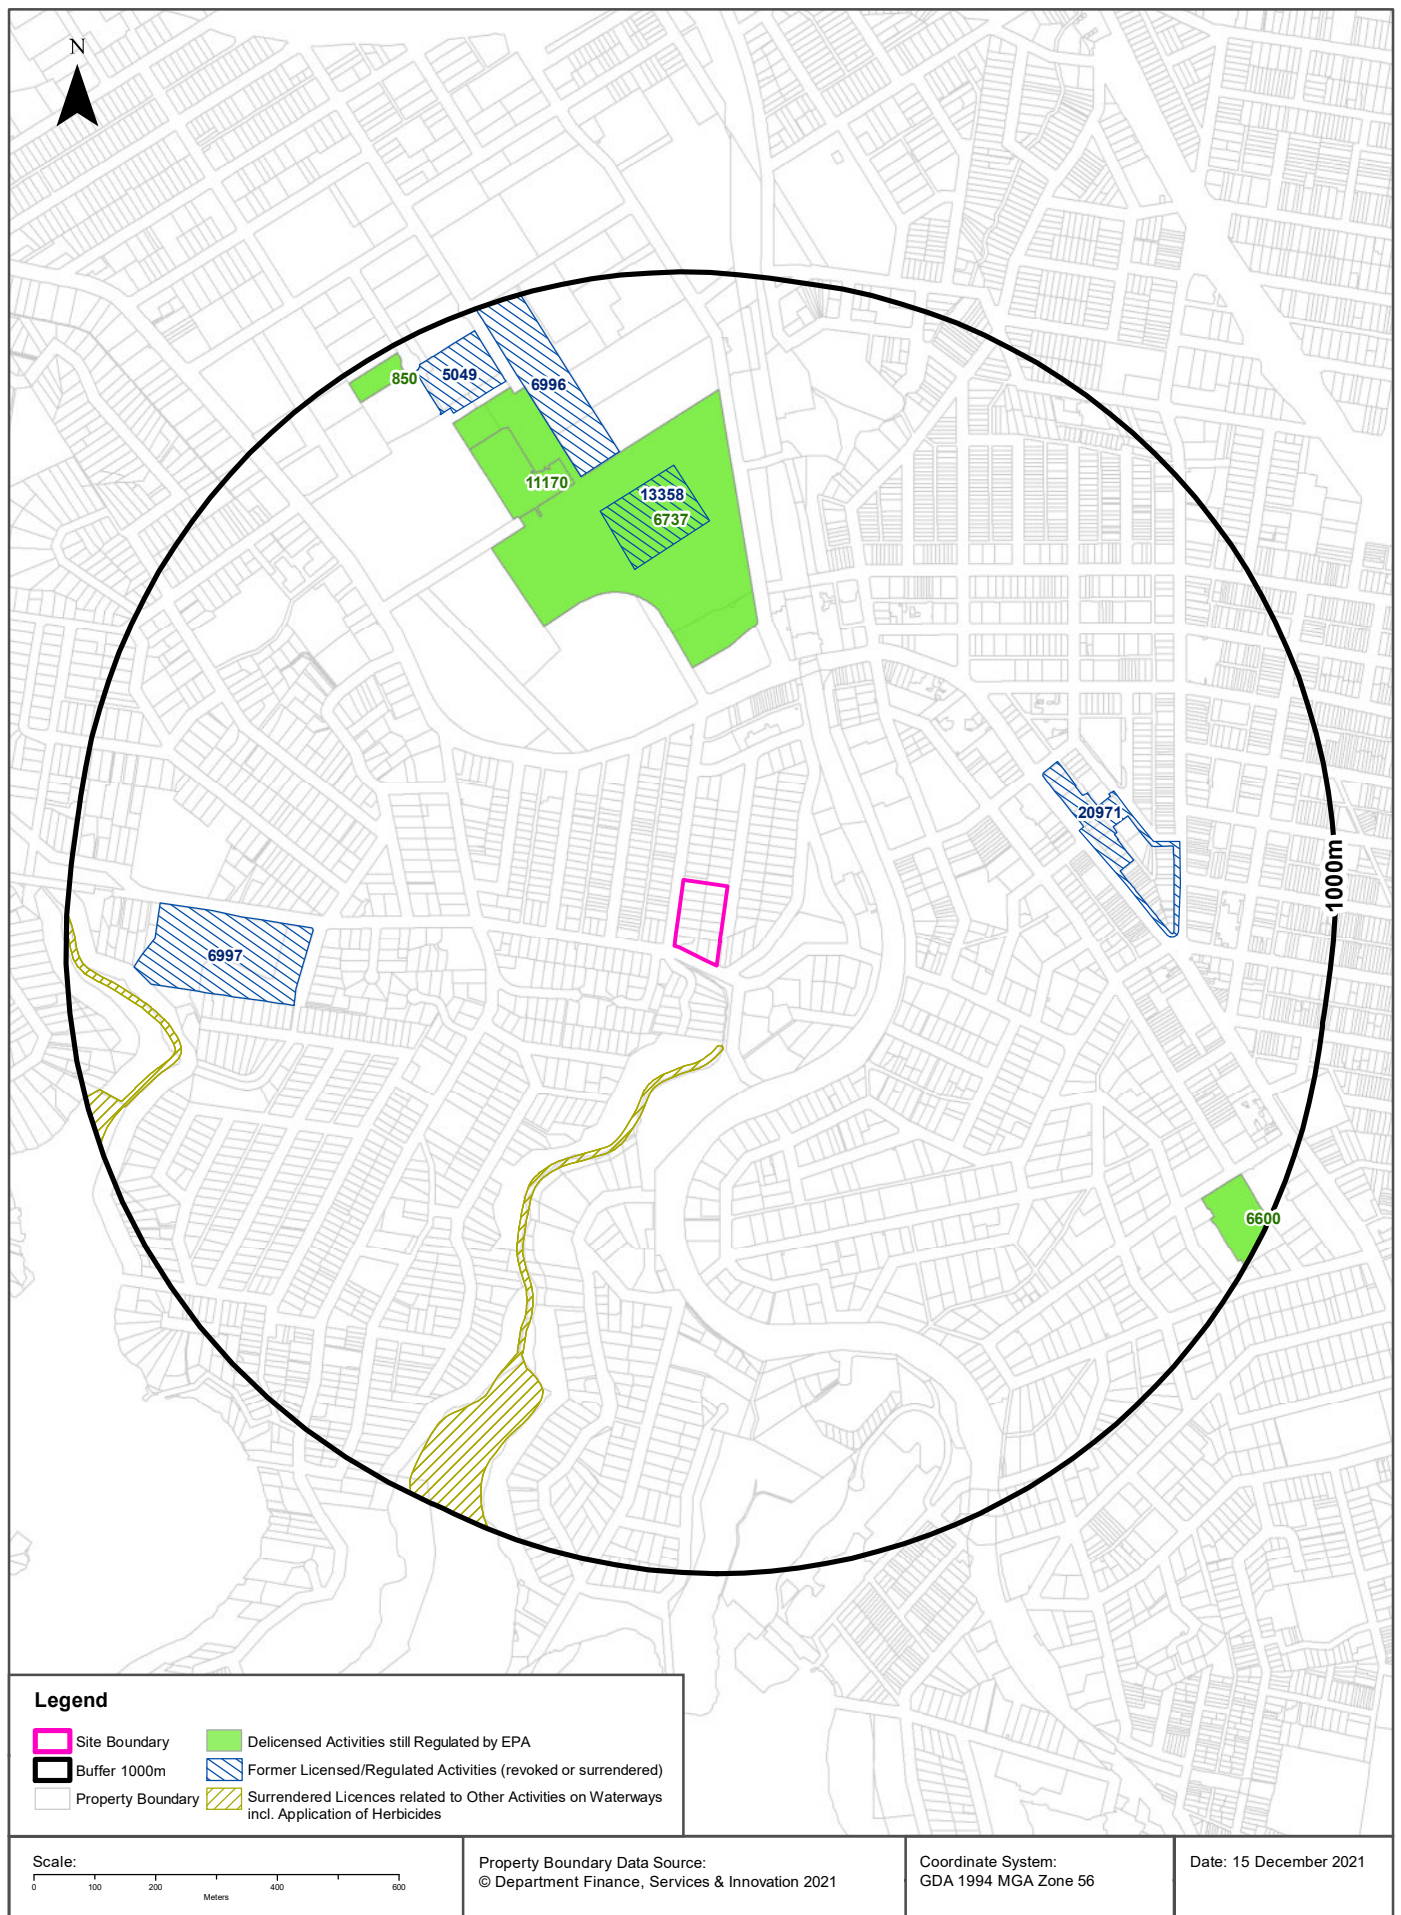 N
850
5049
6996
11170
13358
6737
20971
1000m
6997
6600
Legend
Site Boundary
Buffer 1000m
Property Boundary
Delicensed Activities still Regulated by EPA
Former Licensed/Regulated Activities (revoked or surrendered)
Surrendered Licences related to Other Activities on Waterways
incl. Application of Herbicides
Scale:
0 100 200 400 600
Meters
Property Boundary Data Source:
© Department Finance, Services & Innovation 2021
Coordinate System:
GDA 1994 MGA Zone 56
Date: 15 December 2021